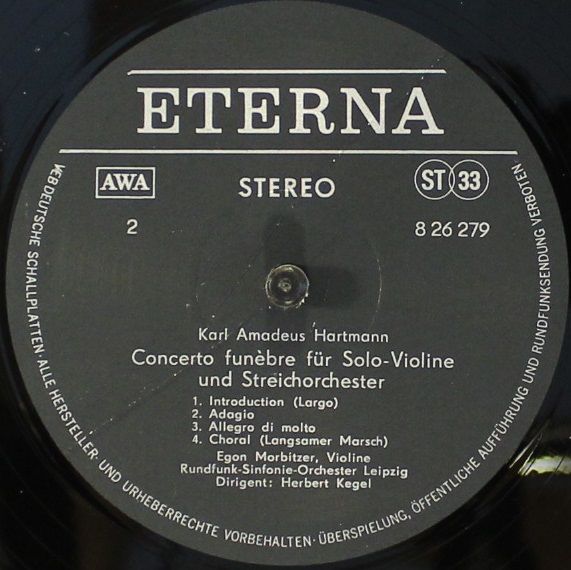 ETERNA
AWA
STEREO
ST 33
2
8 26 279
Karl Amadeus Hartmann
Concerto funèbre für Solo-Violine
und Streichorchester
1. Introduction (Largo)
2. Adagio
3. Allegro di molto
4. Choral (Langsamer Marsch)
Egon Morbitzer, Violine
Rundfunk-Sinfonie-Orchester Leipzig
Dirigent: Herbert Kegel
VEB DEUTSCHE SCHALLPLATTEN · ALLE HERSTELLER- UND URHEBERRECHTE VORBEHALTEN · ÜBERSPIELUNG, ÖFFENTLICHE AUFFÜHRUNG UND RUNDFUNKSENDUNG VERBOTEN